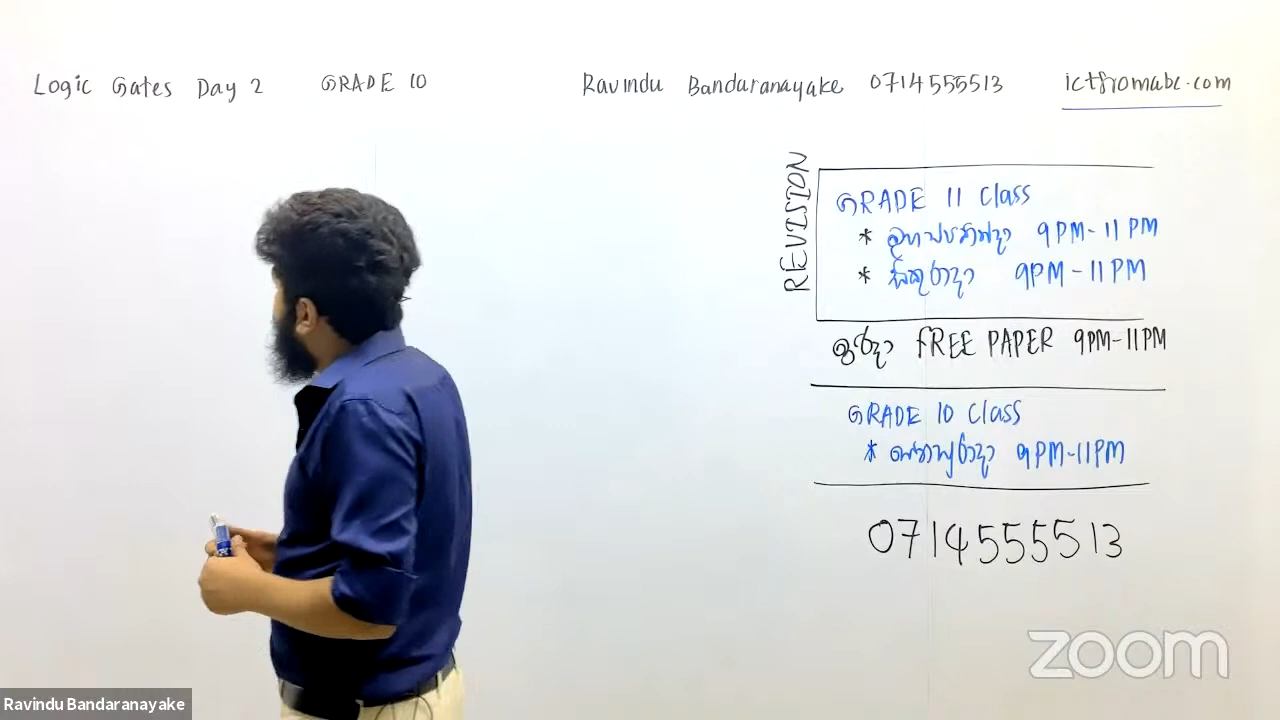 Logic Gates Day 2 GRADE 10 Ravindu Bandaranayake 0714555513 ictfromabc.com
REVISION
GRADE 11 Class
* බ්‍රහස්පතින්දා 9PM-11PM
* සිකුරාදා 9PM-11PM
ඉරිදා FREE PAPER 9PM-11PM
GRADE 10 Class
* සෙනසුරාදා 9PM-11PM
0714555513
zoom
Ravindu Bandaranayake